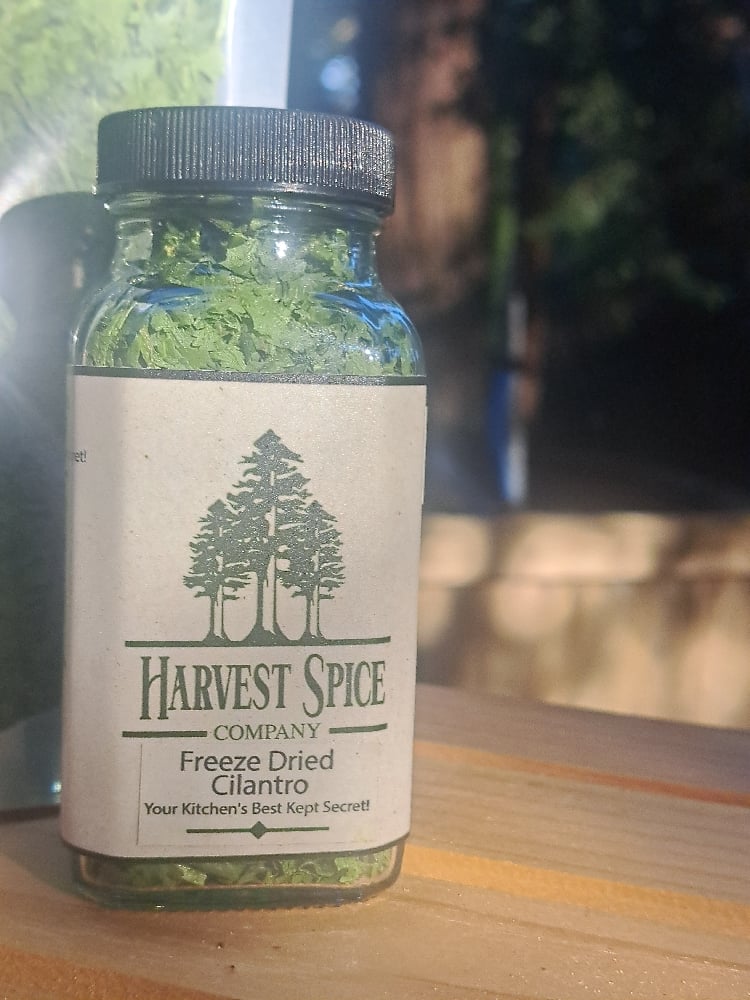 HARVEST SPICE
COMPANY
Freeze Dried
Cilantro
Your Kitchen's Best Kept Secret!